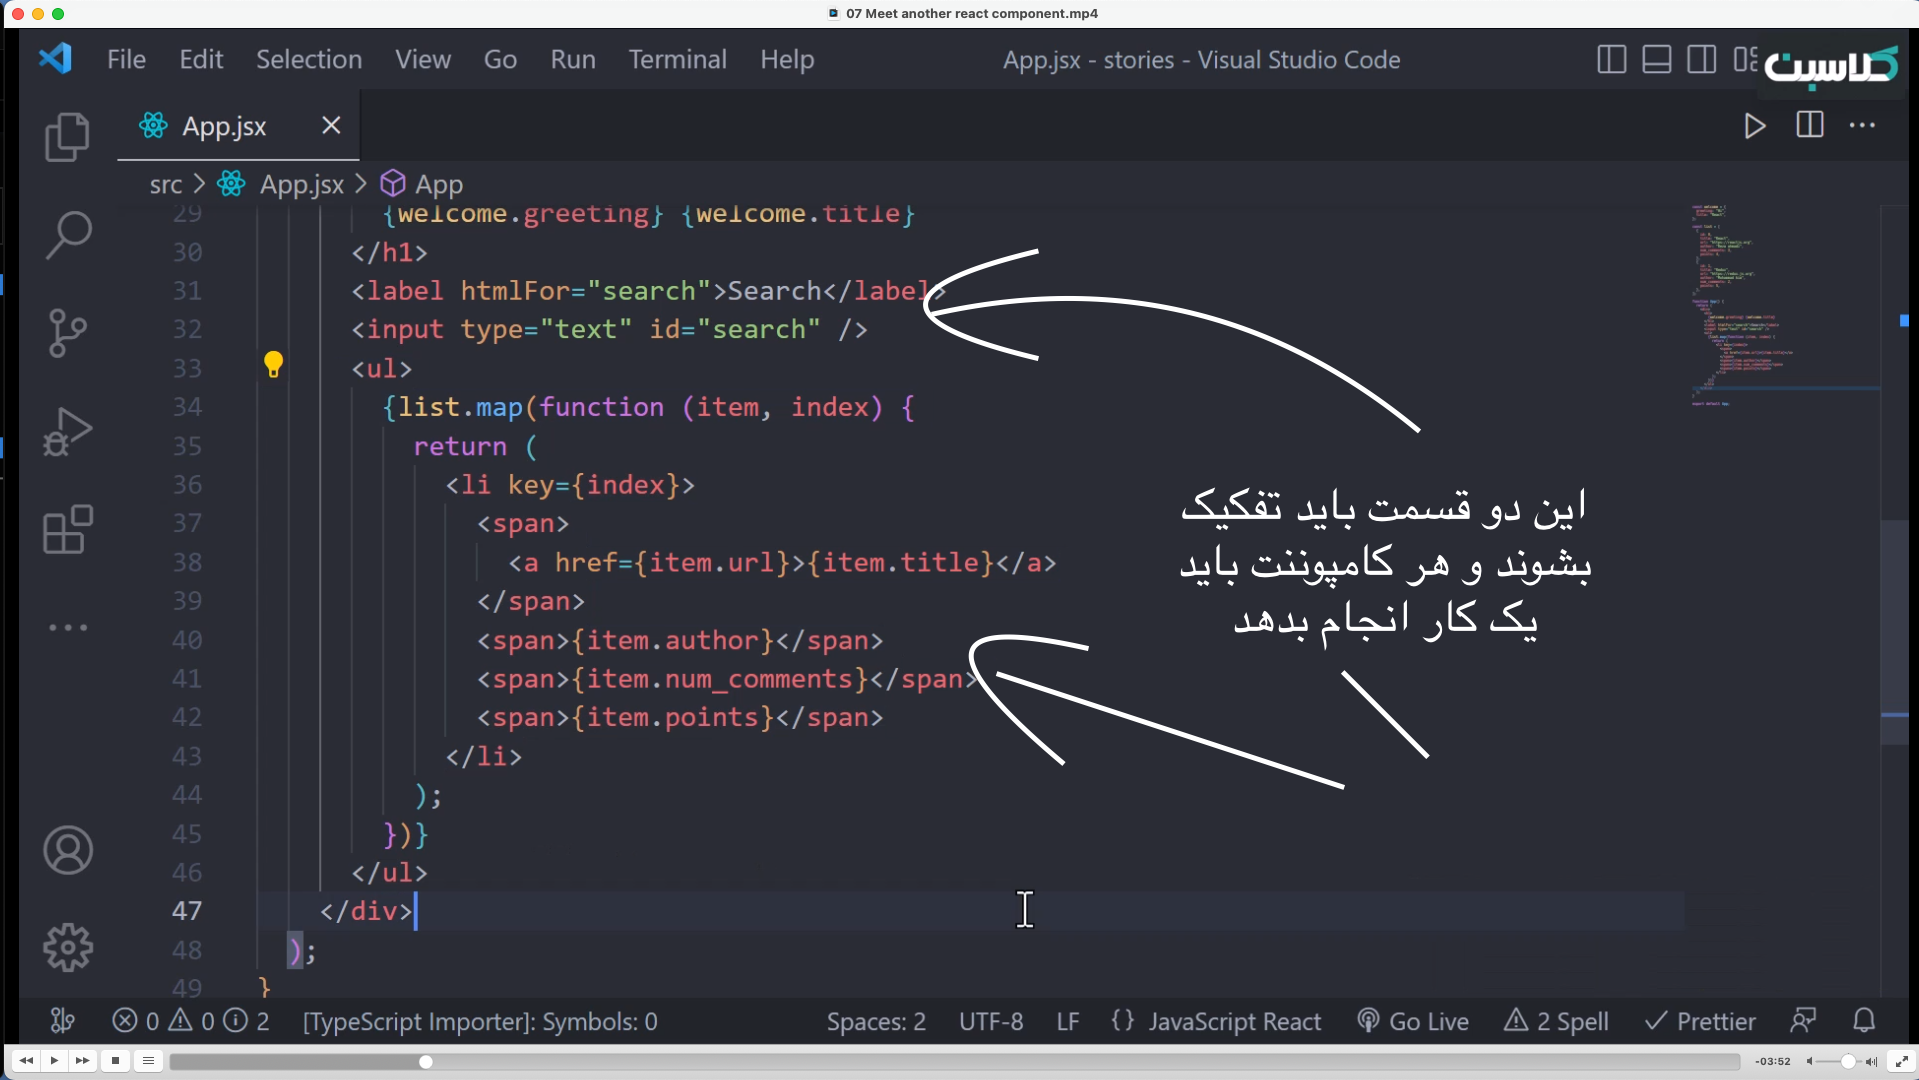 07 Meet another react component.mp4
File Edit Selection View Go Run Terminal Help App.jsx - stories - Visual Studio Code
کلاسبت
App.jsx
src > App.jsx > App
29 {welcome.greeting} {welcome.title}
30 </h1>
31 <label htmlFor="search">Search</label>
32 <input type="text" id="search" />
33 <ul>
34 {list.map(function (item, index) {
35 return (
36 <li key={index}>
37 <span>
38 <a href={item.url}>{item.title}</a>
39 </span>
40 <span>{item.author}</span>
41 <span>{item.num_comments}</span>
42 <span>{item.points}</span>
43 </li>
44 );
45 })}
46 </ul>
47 </div>
48 );
49 }
این دو قسمت باید تفکیک
بشوند و هر کامپوننت باید
یک کار انجام بدهد
0 0 2 [TypeScript Importer]: Symbols: 0 Spaces: 2 UTF-8 LF {} JavaScript React Go Live 2 Spell Prettier
-03:52